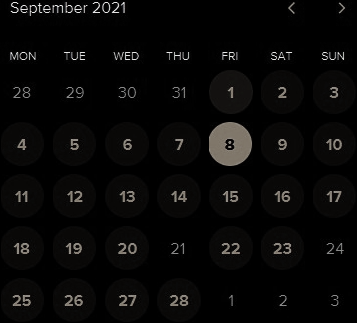 September 2021
MON TUE WED THU FRI SAT SUN
28 29 30 31 1 2 3
4 5 6 7 8 9 10
11 12 13 14 15 16 17
18 19 20 21 22 23 24
25 26 27 28 1 2 3